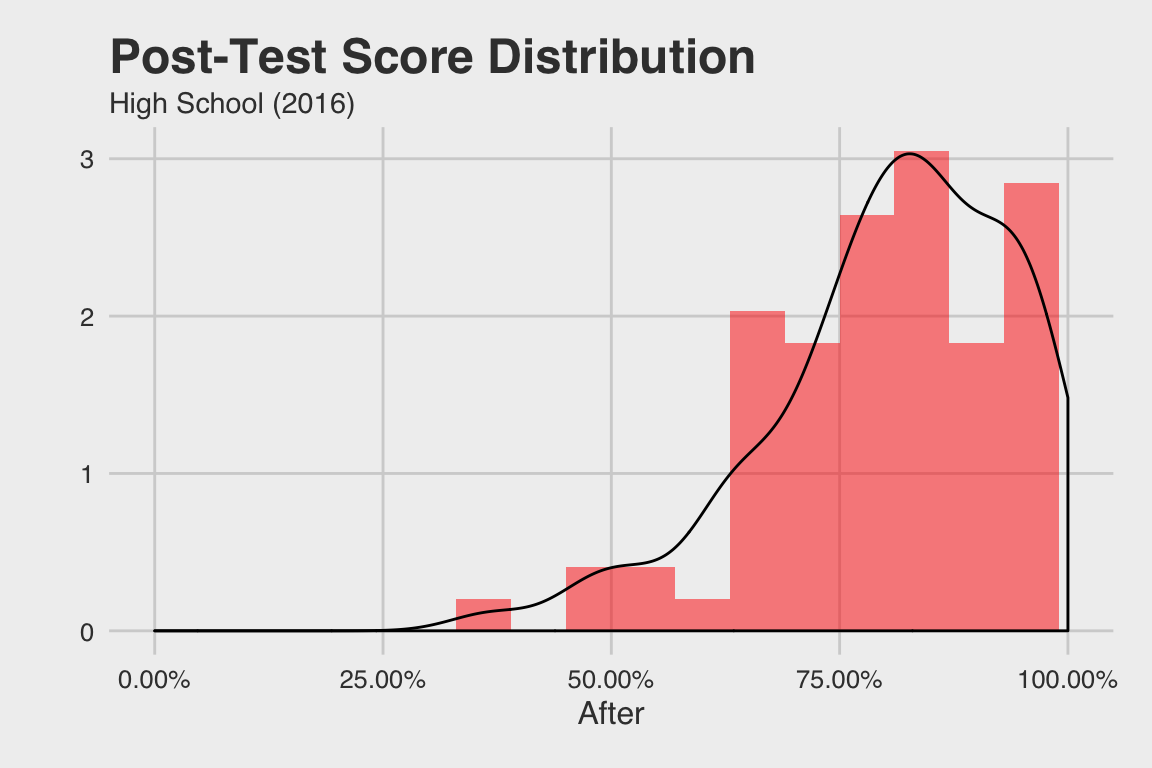 Post-Test Score Distribution
High School (2016)
3
2
1
0
0.00% 25.00% 50.00% 75.00% 100.00%
After